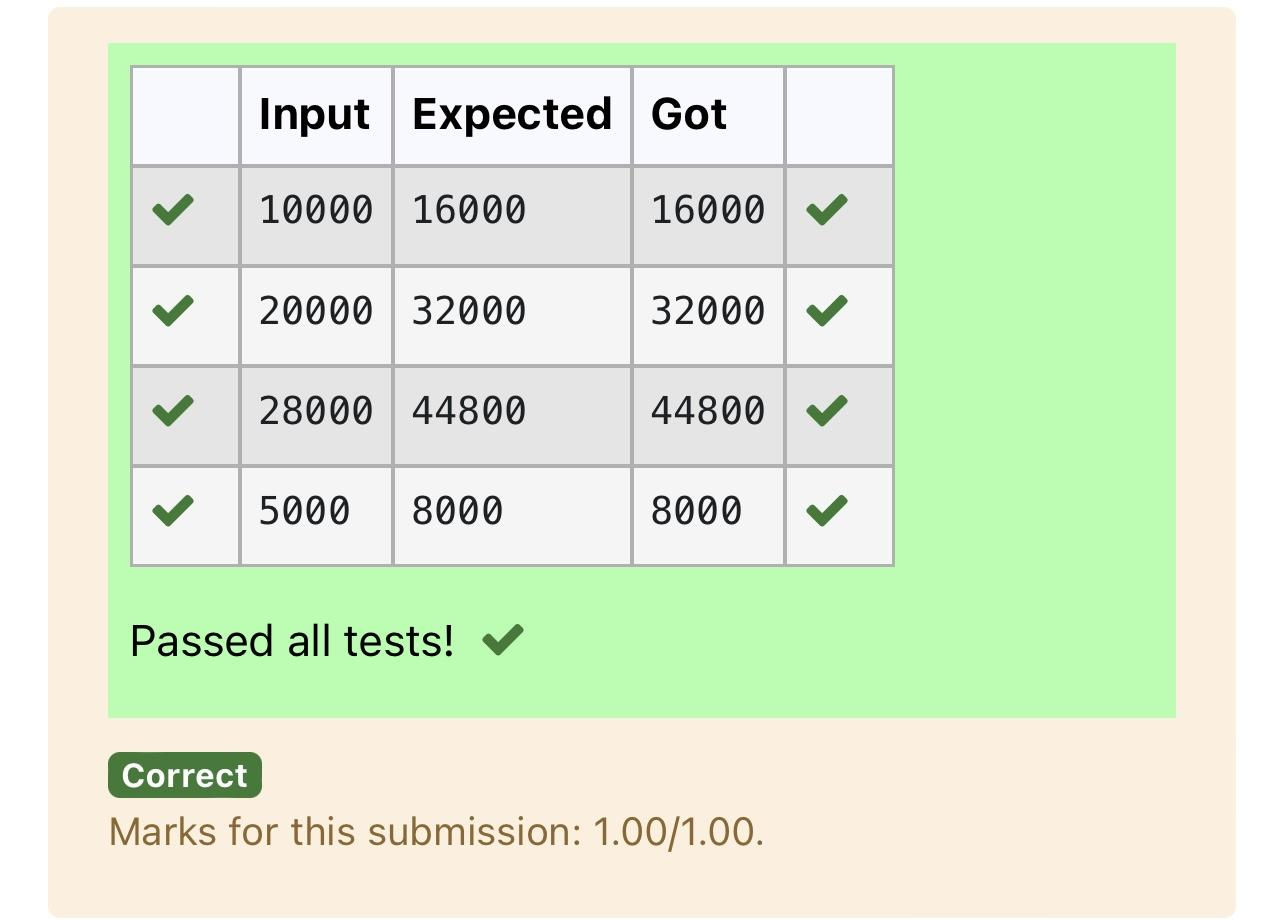 Input Expected Got
10000 16000 16000
20000 32000 32000
28000 44800 44800
5000 8000 8000
Passed all tests!
Correct
Marks for this submission: 1.00/1.00.